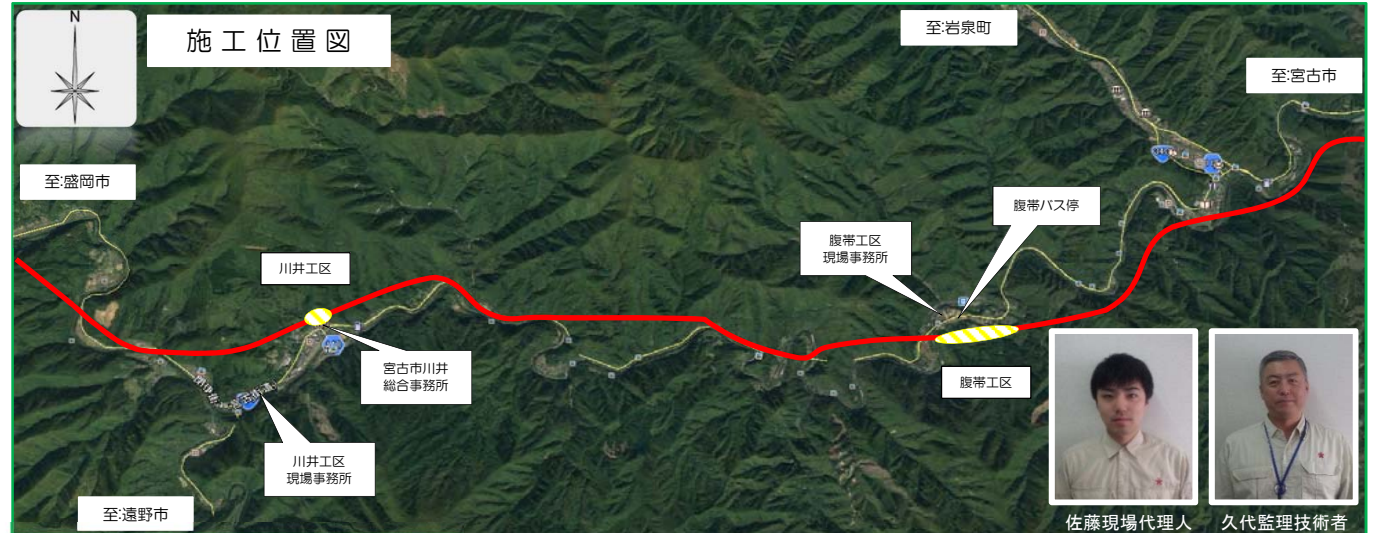 N
施工位置図
至:岩泉町
至:宮古市
至:盛岡市
腹帯バス停
腹帯工区
現場事務所
川井工区
宮古市川井
総合事務所
腹帯工区
川井工区
現場事務所
至:遠野市
佐藤現場代理人
久代監理技術者